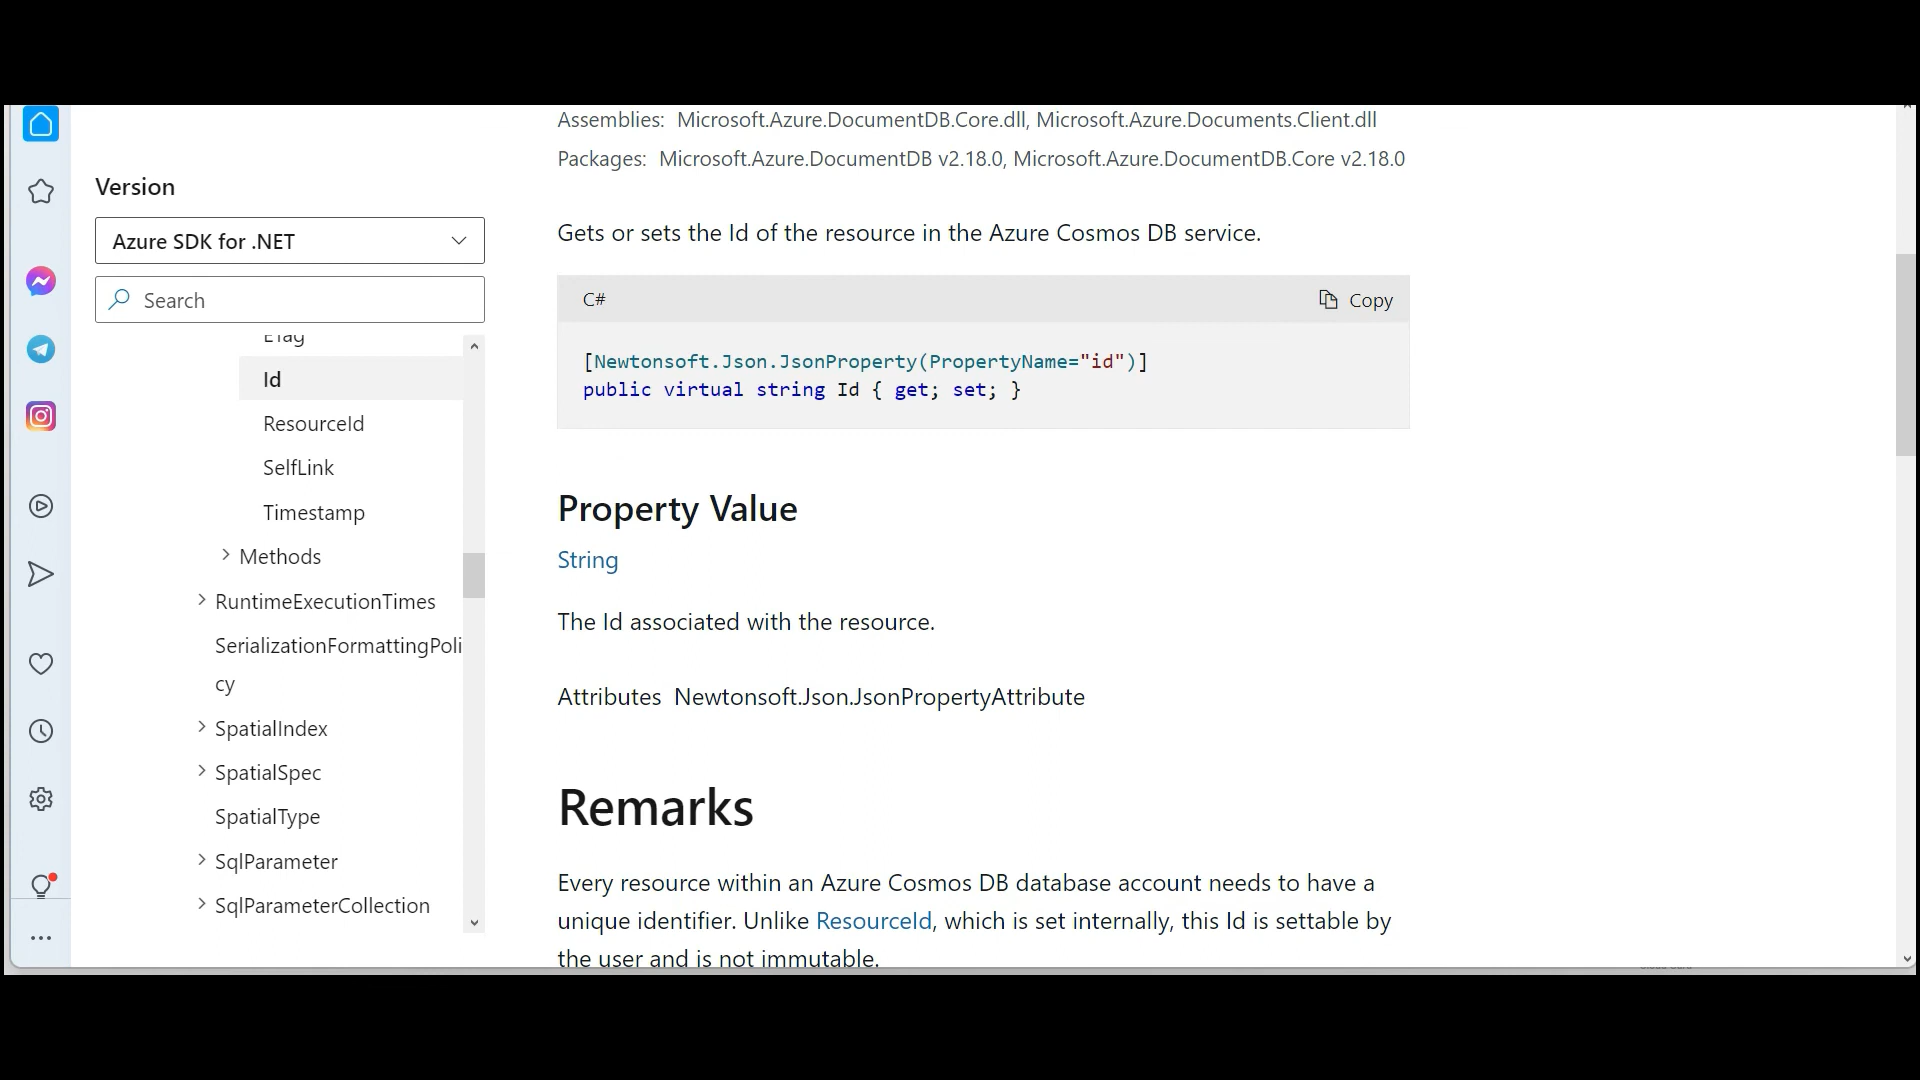 Version
Azure SDK for .NET
Search
ETag
Id
ResourceId
SelfLink
Timestamp
Methods
RuntimeExecutionTimes
SerializationFormattingPoli
cy
SpatialIndex
SpatialSpec
SpatialType
SqlParameter
SqlParameterCollection
Assemblies: Microsoft.Azure.DocumentDB.Core.dll, Microsoft.Azure.Documents.Client.dll
Packages: Microsoft.Azure.DocumentDB v2.18.0, Microsoft.Azure.DocumentDB.Core v2.18.0
Gets or sets the Id of the resource in the Azure Cosmos DB service.
C# Copy
[Newtonsoft.Json.JsonProperty(PropertyName="id")]
public virtual string Id { get; set; }
Property Value
String
The Id associated with the resource.
Attributes Newtonsoft.Json.JsonPropertyAttribute
Remarks
Every resource within an Azure Cosmos DB database account needs to have a
unique identifier. Unlike ResourceId, which is set internally, this Id is settable by
the user and is not immutable.